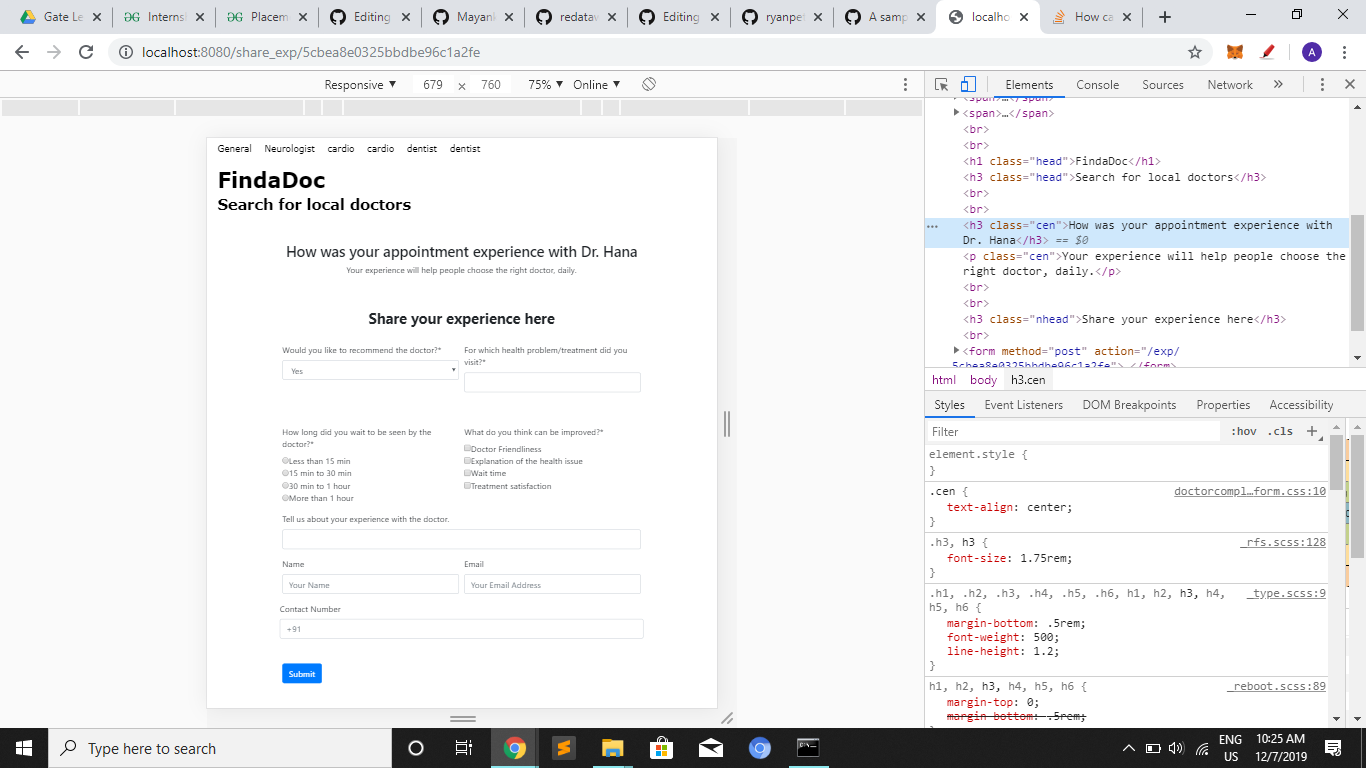 Gate Le
Interns
Placem
Editing
Mayan
redata
Editing
ryanpe
A samp
localho
How ca
localhost:8080/share_exp/5cbea8e0325bbdbe96c1a2fe
A
Responsive ▼ 679 × 760 75% ▼ Online ▼
Elements Console Sources Network »
General Neurologist cardio cardio dentist dentist
FindaDoc
Search for local doctors
How was your appointment experience with Dr. Hana
Your experience will help people choose the right doctor, daily.
Share your experience here
Would you like to recommend the doctor?*
Yes
For which health problem/treatment did you
visit?*
How long did you wait to be seen by the
doctor?*
Less than 15 min
15 min to 30 min
30 min to 1 hour
More than 1 hour
What do you think can be improved?*
Doctor Friendliness
Explanation of the health issue
Wait time
Treatment satisfaction
Tell us about your experience with the doctor.
Name
Your Name
Email
Your Email Address
Contact Number
+91
Submit
<span>…</span>
<span>…</span>
<br>
<br>
<h1 class="head">FindaDoc</h1>
<h3 class="head">Search for local doctors</h3>
<br>
<br>
<h3 class="cen">How was your appointment experience with
Dr. Hana</h3> == $0
<p class="cen">Your experience will help people choose the
right doctor, daily.</p>
<br>
<br>
<h3 class="nhead">Share your experience here</h3>
<br>
<form method="post" action="/exp/
5cbea8e0325bbdbe96c1a2fe">…</form>
html body h3.cen
Styles Event Listeners DOM Breakpoints Properties Accessibility
Filter :hov .cls +
element.style {
}
.cen { doctorcompl…form.css:10
text-align: center;
}
.h3, h3 { _rfs.scss:128
font-size: 1.75rem;
}
.h1, .h2, .h3, .h4, .h5, .h6, h1, h2, h3, h4, _type.scss:9
h5, h6 {
margin-bottom: .5rem;
font-weight: 500;
line-height: 1.2;
}
h1, h2, h3, h4, h5, h6 { _reboot.scss:89
margin-top: 0;
margin-bottom: .5rem;
Type here to search
ENG
US
10:25 AM
12/7/2019